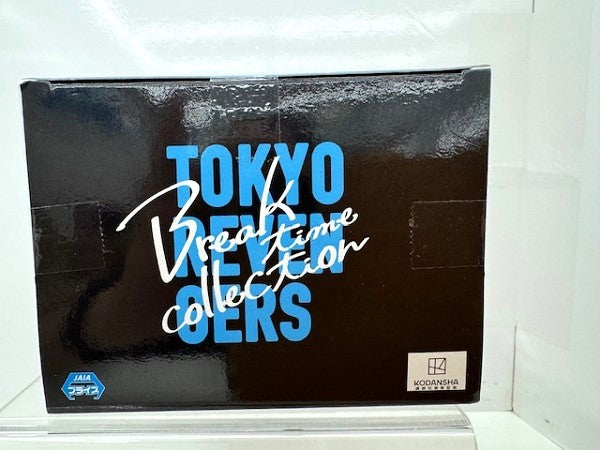 TOKYO
REVEN
GERS
Break
time
collection
JAIA
プライズ
KODANSHA